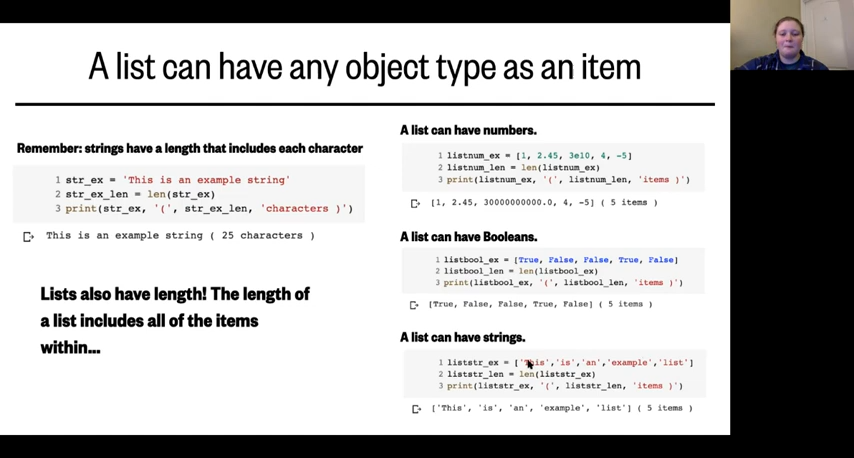 A list can have any object type as an item
Remember: strings have a length that includes each character
1 str_ex = 'This is an example string'
2 str_ex_len = len(str_ex)
3 print(str_ex, '(', str_ex_len, 'characters )')
This is an example string ( 25 characters )
Lists also have length! The length of
a list includes all of the items
within...
A list can have numbers.
1 listnum_ex = [1, 2.45, 3e10, 4, -5]
2 listnum_len = len(listnum_ex)
3 print(listnum_ex, '(', listnum_len, 'items )')
[1, 2.45, 30000000000.0, 4, -5] ( 5 items )
A list can have Booleans.
1 listbool_ex = [True, False, False, True, False]
2 listbool_len = len(listbool_ex)
3 print(listbool_ex, '(', listbool_len, 'items )')
[True, False, False, True, False] ( 5 items )
A list can have strings.
1 liststr_ex = ['This','is','an','example','list']
2 liststr_len = len(liststr_ex)
3 print(liststr_ex, '(', liststr_len, 'items )')
['This', 'is', 'an', 'example', 'list'] ( 5 items )